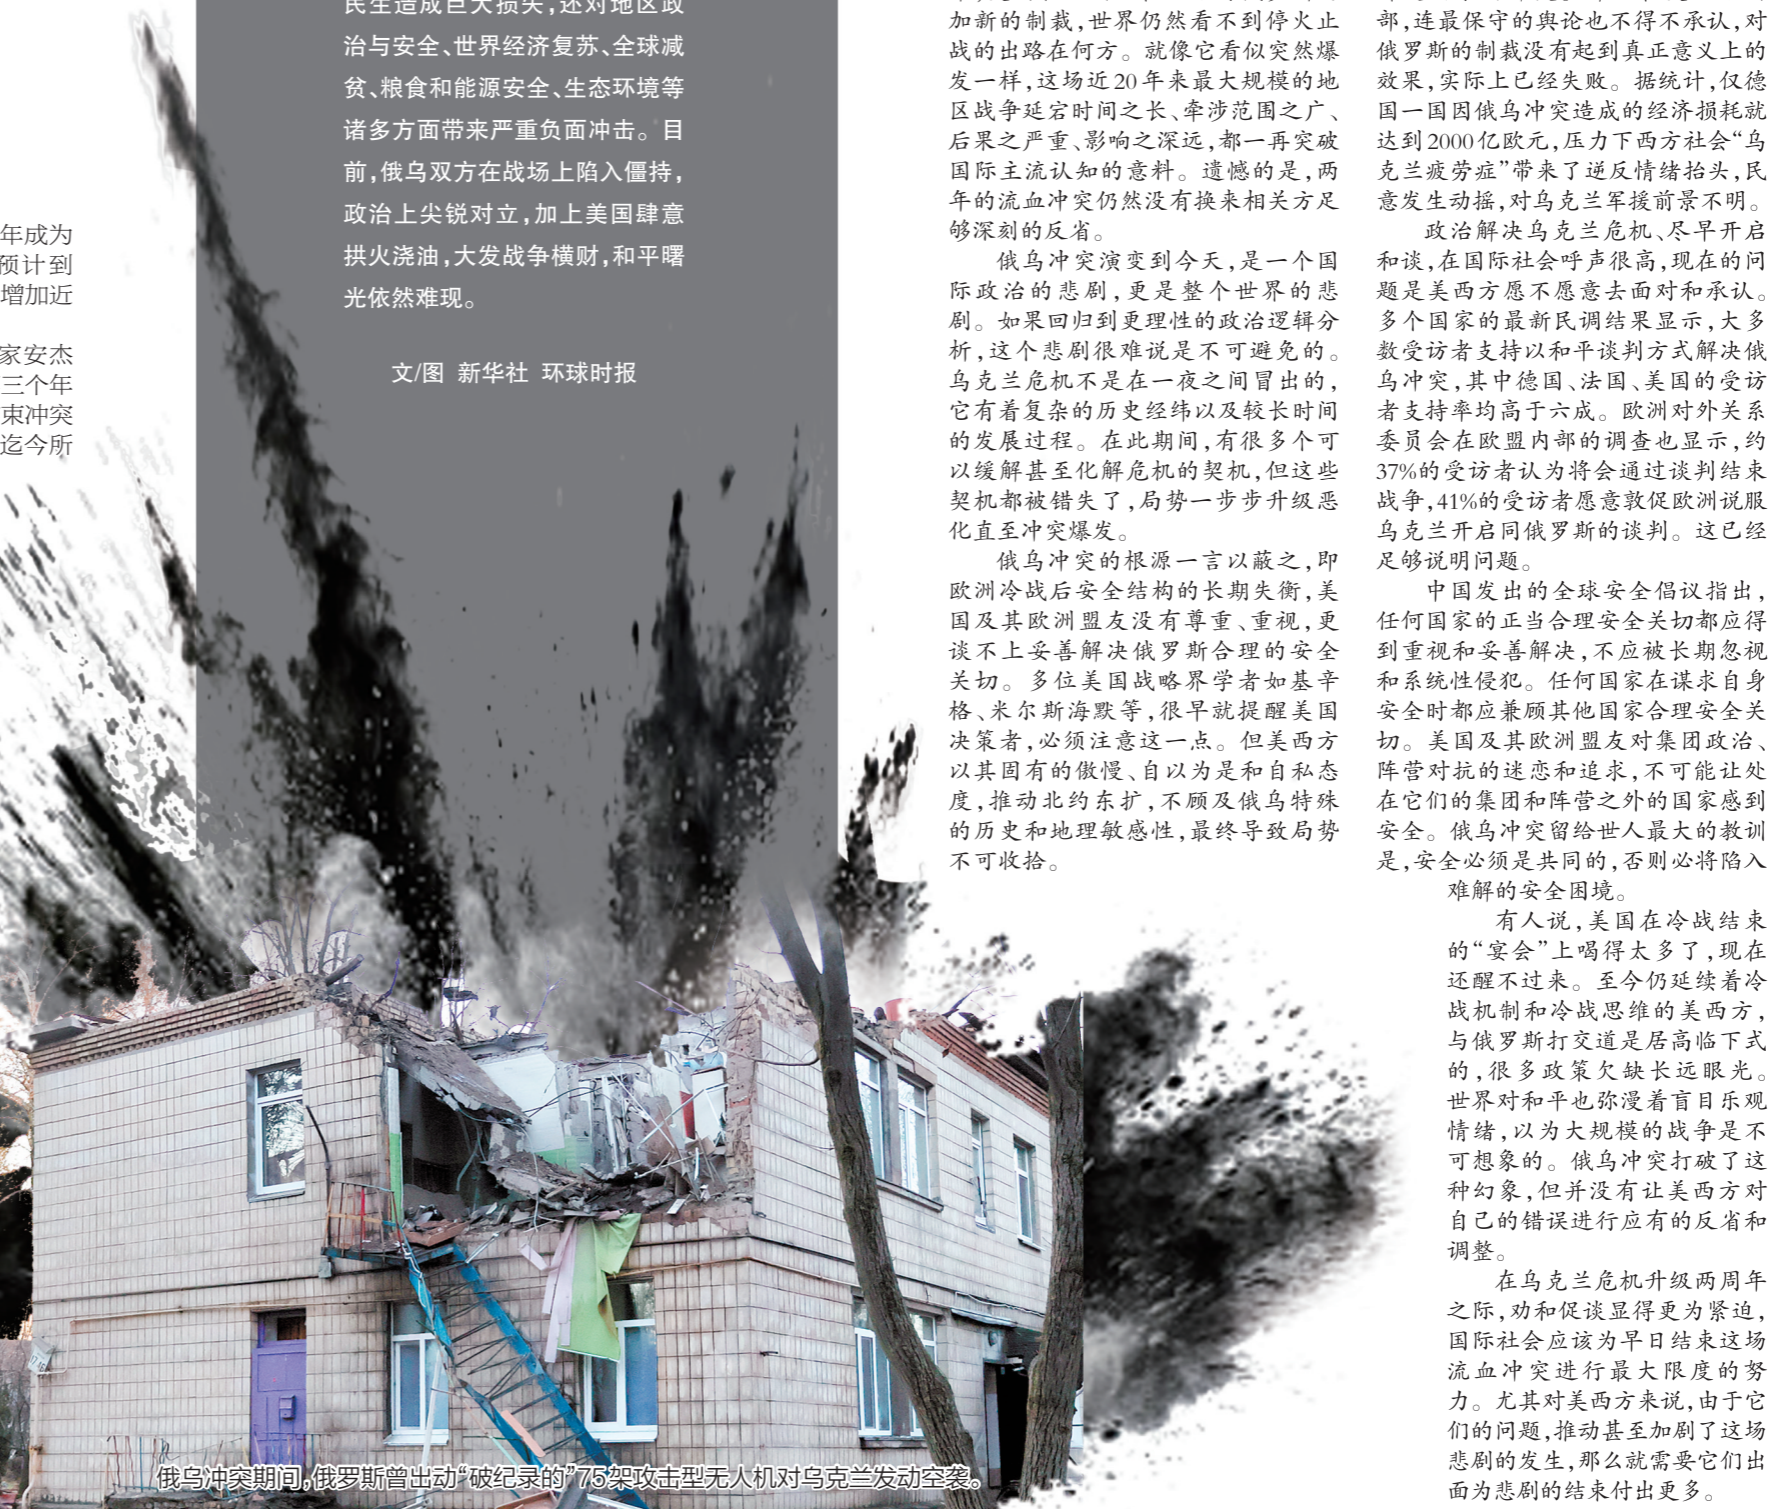 年成为
预计到
增加近
家安杰
三个年
束冲突
迄今所
民生造成巨大损失,还对地区政
治与安全、世界经济复苏、全球减
贫、粮食和能源安全、生态环境等
诸多方面带来严重负面冲击。目
前,俄乌双方在战场上陷入僵持,
政治上尖锐对立,加上美国肆意
拱火浇油,大发战争横财,和平曙
光依然难现。
文/图 新华社 环球时报
加新的制裁,世界仍然看不到停火止
战的出路在何方。就像它看似突然爆
发一样,这场近20年来最大规模的地
区战争延宕时间之长、牵涉范围之广、
后果之严重、影响之深远,都一再突破
国际主流认知的意料。遗憾的是,两
年的流血冲突仍然没有换来相关方足
够深刻的反省。
俄乌冲突演变到今天,是一个国
际政治的悲剧,更是整个世界的悲
剧。如果回归到更理性的政治逻辑分
析,这个悲剧很难说是不可避免的。
乌克兰危机不是在一夜之间冒出的,
它有着复杂的历史经纬以及较长时间
的发展过程。在此期间,有很多个可
以缓解甚至化解危机的契机,但这些
契机都被错失了,局势一步步升级恶
化直至冲突爆发。
俄乌冲突的根源一言以蔽之,即
欧洲冷战后安全结构的长期失衡,美
国及其欧洲盟友没有尊重、重视,更
谈不上妥善解决俄罗斯合理的安全
关切。多位美国战略界学者如基辛
格、米尔斯海默等,很早就提醒美国
决策者,必须注意这一点。但美西方
以其固有的傲慢、自以为是和自私态
度,推动北约东扩,不顾及俄乌特殊
的历史和地理敏感性,最终导致局势
不可收拾。
部,连最保守的舆论也不得不承认,对
俄罗斯的制裁没有起到真正意义上的
效果,实际上已经失败。据统计,仅德
国一国因俄乌冲突造成的经济损耗就
达到2000亿欧元,压力下西方社会“乌
克兰疲劳症”带来了逆反情绪抬头,民
意发生动摇,对乌克兰军援前景不明。
政治解决乌克兰危机、尽早开启
和谈,在国际社会呼声很高,现在的问
题是美西方愿不愿意去面对和承认。
多个国家的最新民调结果显示,大多
数受访者支持以和平谈判方式解决俄
乌冲突,其中德国、法国、美国的受访
者支持率均高于六成。欧洲对外关系
委员会在欧盟内部的调查也显示,约
37%的受访者认为将会通过谈判结束
战争,41%的受访者愿意敦促欧洲说服
乌克兰开启同俄罗斯的谈判。这已经
足够说明问题。
中国发出的全球安全倡议指出,
任何国家的正当合理安全关切都应得
到重视和妥善解决,不应被长期忽视
和系统性侵犯。任何国家在谋求自身
安全时都应兼顾其他国家合理安全关
切。美国及其欧洲盟友对集团政治、
阵营对抗的迷恋和追求,不可能让处
在它们的集团和阵营之外的国家感到
安全。俄乌冲突留给世人最大的教训
是,安全必须是共同的,否则必将陷入
难解的安全困境。
有人说,美国在冷战结束
的“宴会”上喝得太多了,现在
还醒不过来。至今仍延续着冷
战机制和冷战思维的美西方,
与俄罗斯打交道是居高临下式
的,很多政策欠缺长远眼光。
世界对和平也弥漫着盲目乐观
情绪,以为大规模的战争是不
可想象的。俄乌冲突打破了这
种幻象,但并没有让美西方对
自己的错误进行应有的反省和
调整。
在乌克兰危机升级两周年
之际,劝和促谈显得更为紧迫,
国际社会应该为早日结束这场
流血冲突进行最大限度的努
力。尤其对美西方来说,由于它
们的问题,推动甚至加剧了这场
悲剧的发生,那么就需要它们出
面为悲剧的结束付出更多。
俄乌冲突期间,俄罗斯曾出动“破纪录的”75架攻击型无人机对乌克兰发动空袭。